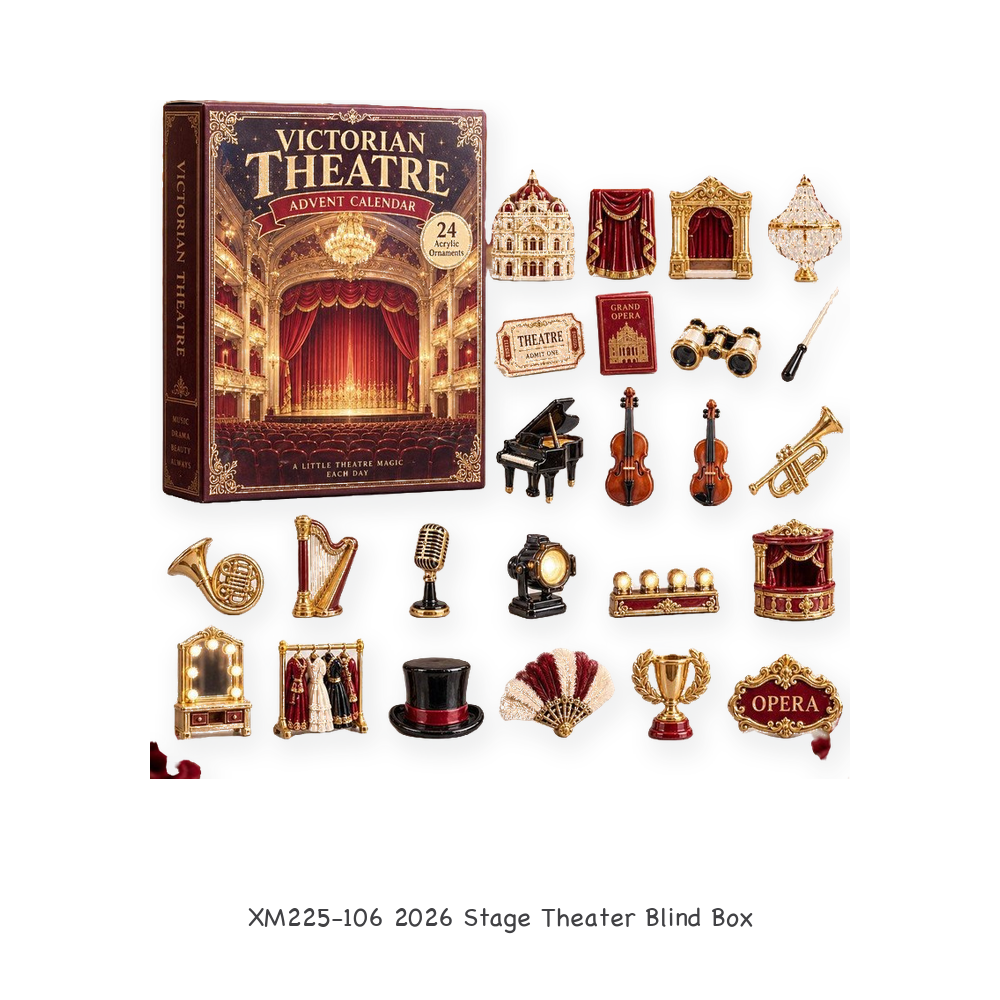 VICTORIAN
THEATRE
ADVENT CALENDAR
24
Acrylic
Ornaments
A LITTLE THEATRE MAGIC
EACH DAY
VICTORIAN THEATRE
MUSIC
DRAMA
BEAUTY
ALWAYS
THEATRE
ADMIT ONE
GRAND
OPERA
OPERA
XM225-106 2026 Stage Theater Blind Box